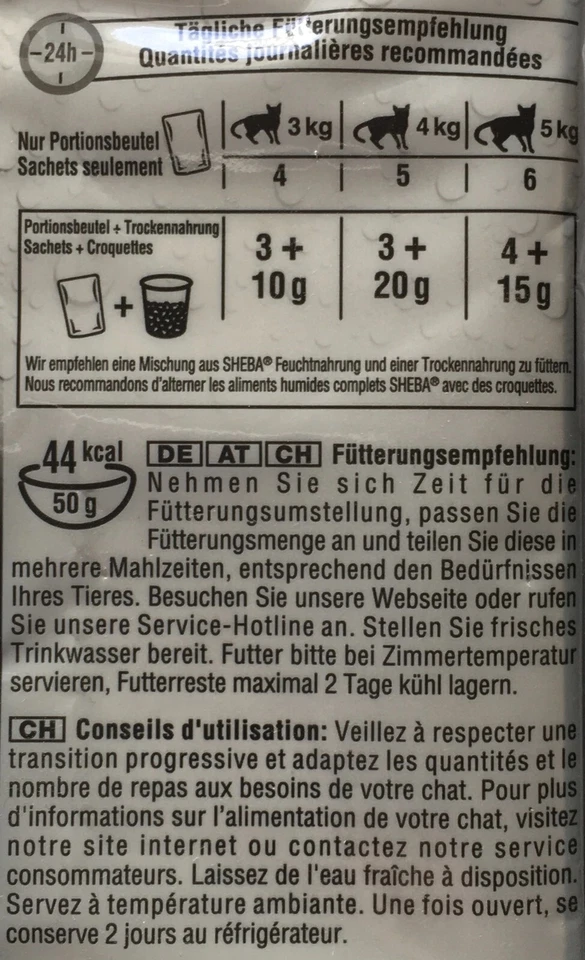 -24h-
Tägliche Fütterungsempfehlung
Quantités journalières recommandées
3 kg 4 kg 5 kg
Nur Portionsbeutel
Sachets seulement
4 5 6
Portionsbeutel + Trockennahrung
Sachets + Croquettes
3 + 3 + 4 +
10 g 20 g 15 g
+
Wir empfehlen eine Mischung aus SHEBA® Feuchtnahrung und einer Trockennahrung zu füttern.
Nous recommandons d'alterner les aliments humides complets SHEBA® avec des croquettes.
44 kcal
50 g
DE AT CH Fütterungsempfehlung:
Nehmen Sie sich Zeit für die
Fütterungsumstellung, passen Sie die
Fütterungsmenge an und teilen Sie diese in
mehrere Mahlzeiten, entsprechend den Bedürfnissen
Ihres Tieres. Besuchen Sie unsere Webseite oder rufen
Sie unsere Service-Hotline an. Stellen Sie frisches
Trinkwasser bereit. Futter bitte bei Zimmertemperatur
servieren, Futterreste maximal 2 Tage kühl lagern.
CH Conseils d'utilisation: Veillez à respecter une
transition progressive et adaptez les quantités et le
nombre de repas aux besoins de votre chat. Pour plus
d'informations sur l'alimentation de votre chat, visitez
notre site internet ou contactez notre service
consommateurs. Laissez de l'eau fraîche à disposition.
Servez à température ambiante. Une fois ouvert, se
conserve 2 jours au réfrigérateur.